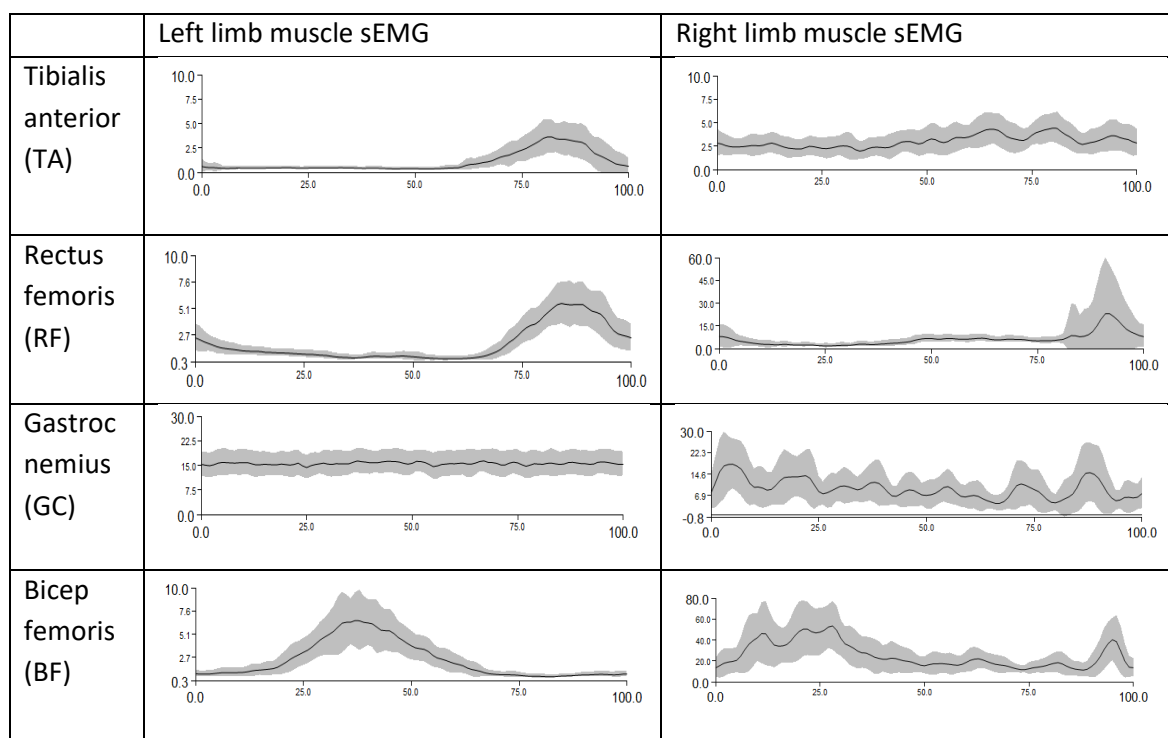 Left limb muscle sEMG
Right limb muscle sEMG
Tibialis
anterior
(TA)
10.0
7.5
5.0
2.5
0.0
0.0 25.0 50.0 75.0 100.0
10.0
7.5
5.0
2.5
0.0
0.0 25.0 50.0 75.0 100.0
Rectus
femoris
(RF)
10.0
7.6
5.1
2.7
0.3
0.0 25.0 50.0 75.0 100.0
60.0
45.0
30.0
15.0
0.0
0.0 25.0 50.0 75.0 100.0
Gastroc
nemius
(GC)
30.0
22.5
15.0
7.5
0.0
0.0 25.0 50.0 75.0 100.0
30.0
22.3
14.6
6.9
-0.8
0.0 25.0 50.0 75.0 100.0
Bicep
femoris
(BF)
10.0
7.6
5.1
2.7
0.3
0.0 25.0 50.0 75.0 100.0
80.0
60.0
40.0
20.0
0.0
0.0 25.0 50.0 75.0 100.0